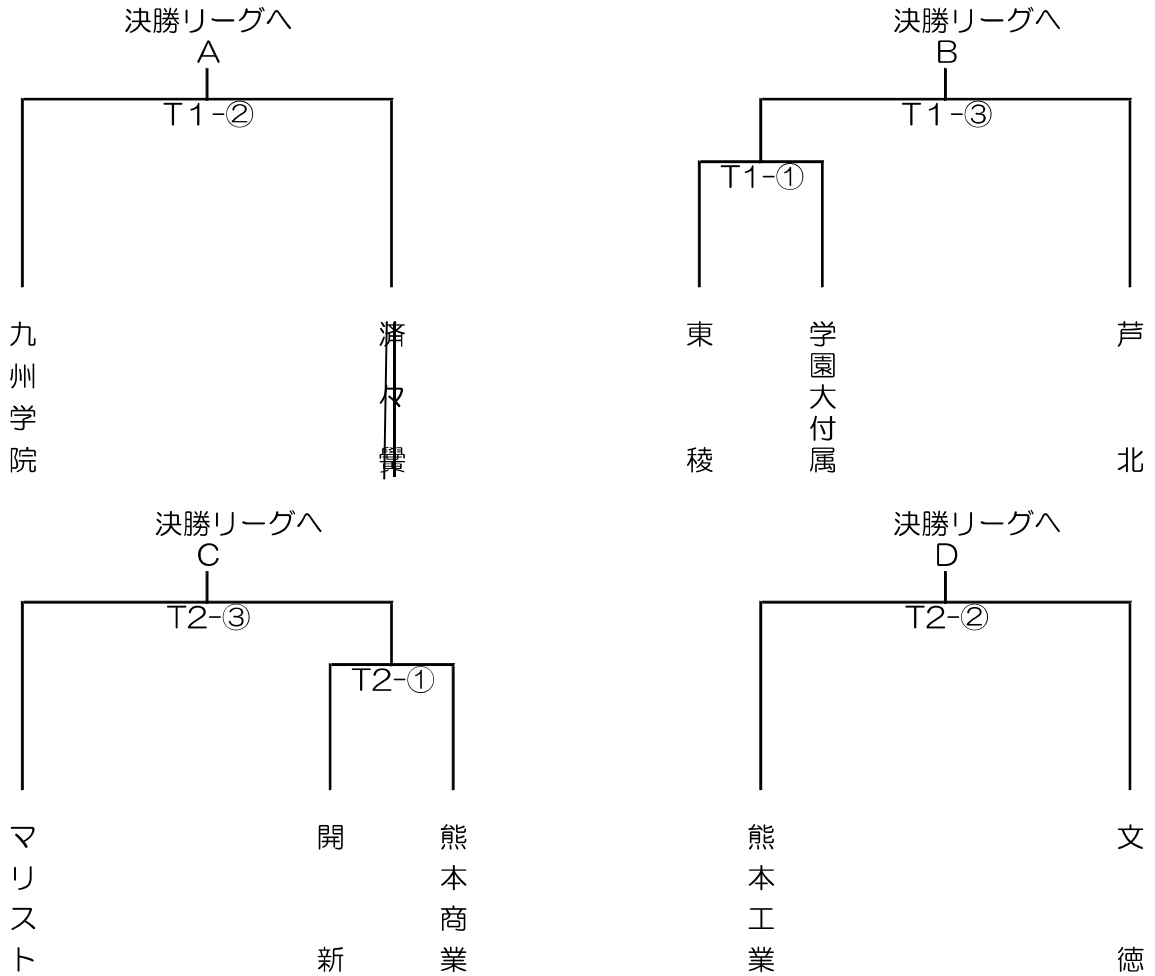 決勝リーグへ
A
T1-②
九州学院
済々黌
決勝リーグへ
B
T1-③
T1-①
東稜
学園大付属
芦北
決勝リーグへ
C
T2-③
T2-①
マリスト
開新
熊本商業
決勝リーグへ
D
T2-②
熊本工業
文徳